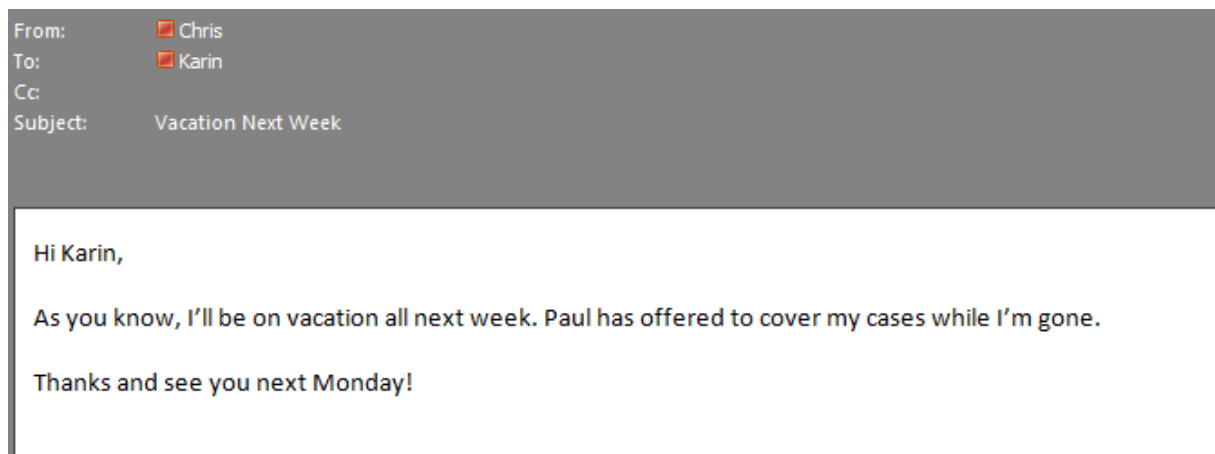 From: Chris
To: Karin
Cc:
Subject: Vacation Next Week
Hi Karin,
As you know, I’ll be on vacation all next week. Paul has offered to cover my cases while I’m gone.
Thanks and see you next Monday!